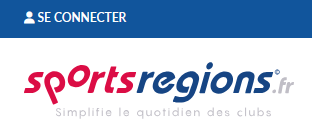 SE CONNECTER
sportsregions©.fr
Simplifie le quotidien des clubs